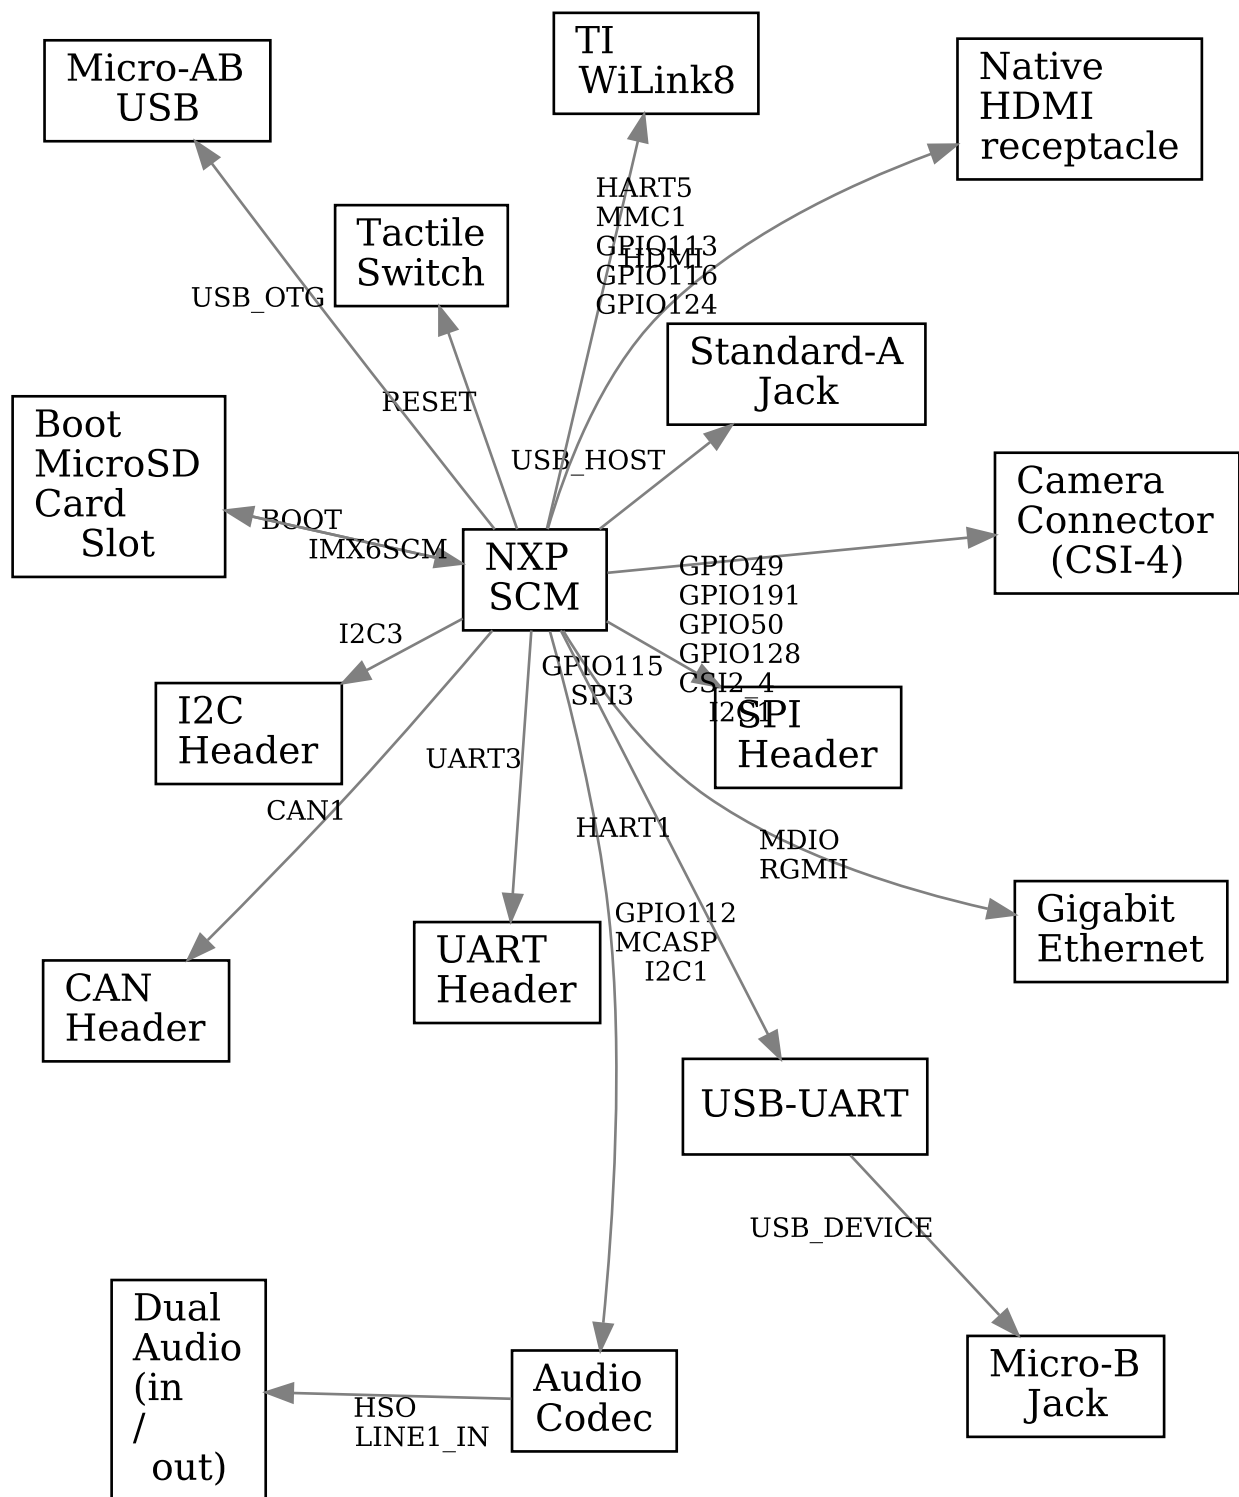 TI
WiLink8
Micro-AB
USB
Native
HDMI
receptacle
HART5
MMC1
GPIO113
GPIO116
GPIO124
HDMI
Tactile
Switch
USB_OTG
Standard-A
Jack
RESET
Boot
MicroSD
Card
Slot
USB_HOST
Camera
Connector
(CSI-4)
BOOT
IMX6SCM
NXP
SCM
GPIO49
GPIO191
GPIO50
GPIO128
CSI2_4
I2C1
I2C3
GPIO115
SPI3
I2C
Header
SPI
Header
UART3
CAN1
HART1
MDIO
RGMII
GPIO112
MCASP
I2C1
Gigabit
Ethernet
UART
Header
CAN
Header
USB-UART
USB_DEVICE
Dual
Audio
(in
/
out)
HSO
LINE1_IN
Audio
Codec
Micro-B
Jack